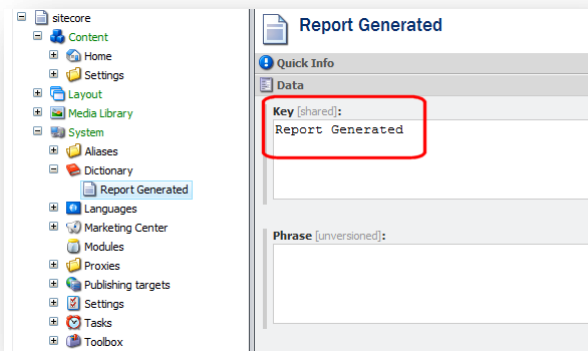 sitecore
Content
Home
Settings
Layout
Media Library
System
Aliases
Dictionary
Report Generated
Languages
Marketing Center
Modules
Proxies
Publishing targets
Settings
Tasks
Toolbox
Report Generated
Quick Info
Data
Key [shared]:
Report Generated
Phrase [unversioned]: